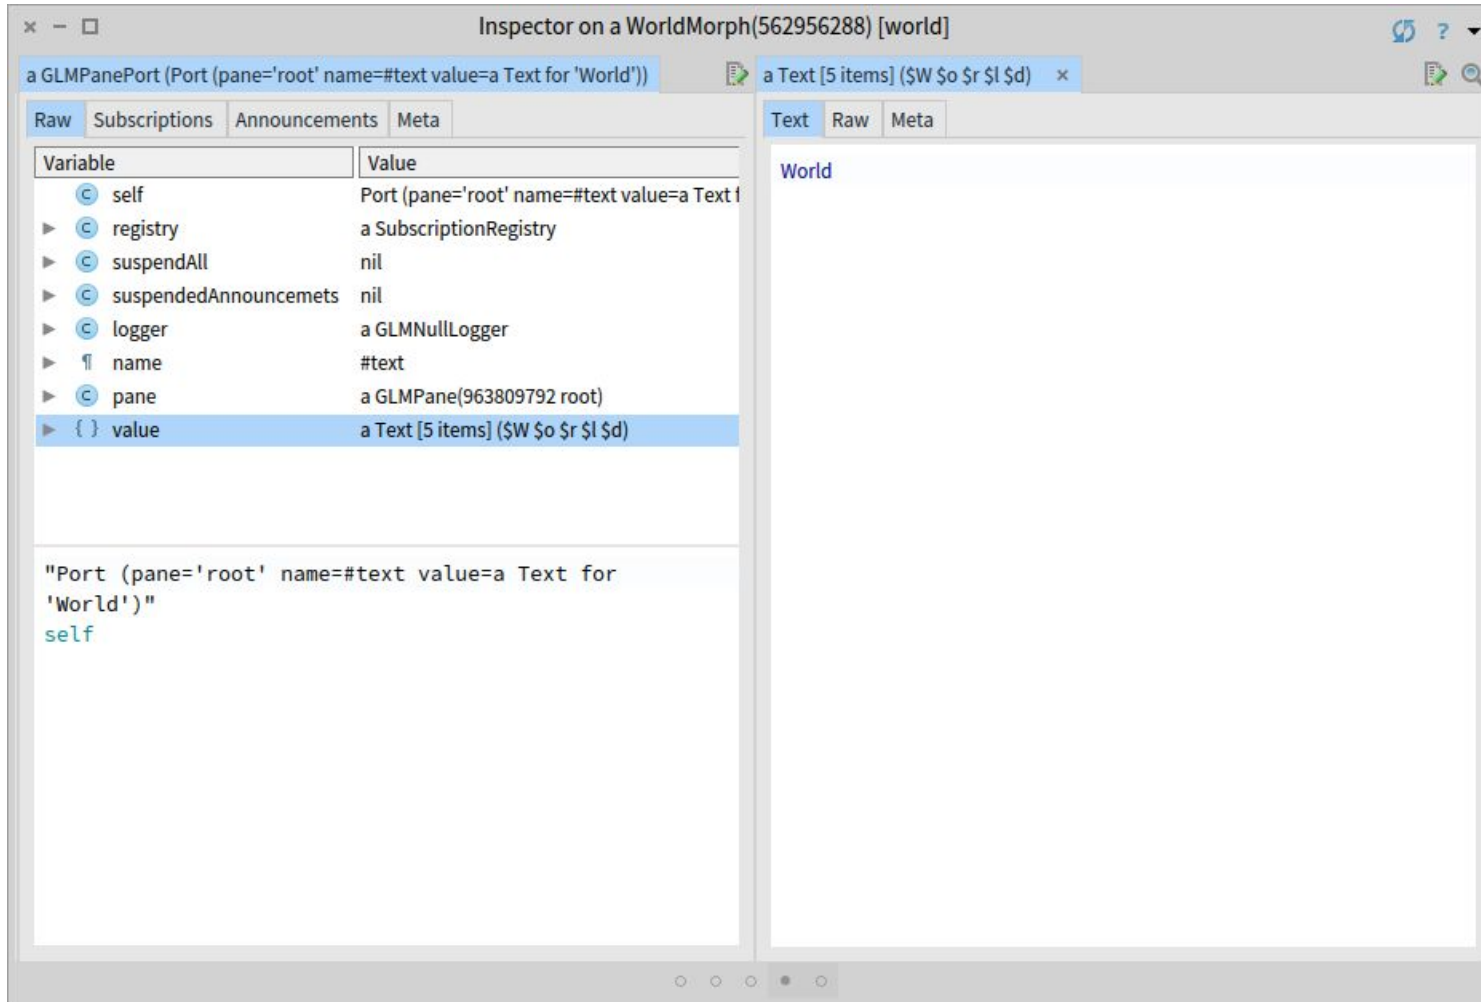 Inspector on a WorldMorph(562956288) [world]
?
a GLMPanePort (Port (pane='root' name=#text value=a Text for 'World'))
a Text [5 items] ($W $o $r $l $d)
Raw Subscriptions Announcements Meta
Text Raw Meta
Variable Value
World
self Port (pane='root' name=#text value=a Text f
registry a SubscriptionRegistry
suspendAll nil
suspendedAnnouncemets nil
logger a GLMNullLogger
name #text
pane a GLMPane(963809792 root)
value a Text [5 items] ($W $o $r $l $d)
"Port (pane='root' name=#text value=a Text for
'World')"
self